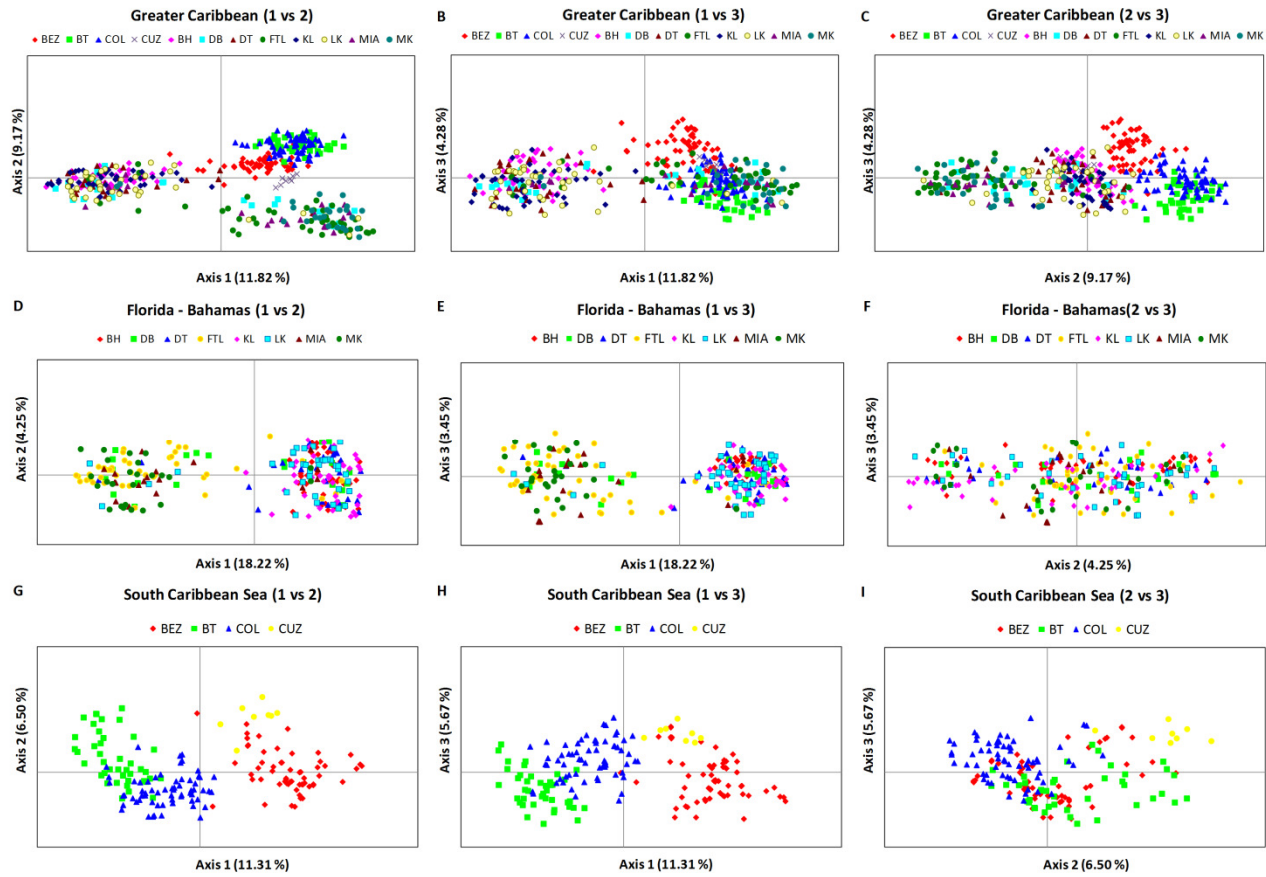 A
Greater Caribbean (1 vs 2)
BEZ BT COL CUZ BH DB DT FTL KL LK MIA MK
Axis 2 (9.17 %)
Axis 1 (11.82 %)
B
Greater Caribbean (1 vs 3)
BEZ BT COL CUZ BH DB DT FTL KL LK MIA MK
Axis 3 (4.28 %)
Axis 1 (11.82 %)
C
Greater Caribbean (2 vs 3)
BEZ BT COL CUZ BH DB DT FTL KL LK MIA MK
Axis 3 (4.28 %)
Axis 2 (9.17 %)
D
Florida - Bahamas (1 vs 2)
BH DB DT FTL KL LK MIA MK
Axis 2 (4.25 %)
Axis 1 (18.22 %)
E
Florida - Bahamas (1 vs 3)
BH DB DT FTL KL LK MIA MK
Axis 3 (3.45 %)
Axis 1 (18.22 %)
F
Florida - Bahamas(2 vs 3)
BH DB DT FTL KL LK MIA MK
Axis 3 (3.45 %)
Axis 2 (4.25 %)
G
South Caribbean Sea (1 vs 2)
BEZ BT COL CUZ
Axis 2 (6.50 %)
Axis 1 (11.31 %)
H
South Caribbean Sea (1 vs 3)
BEZ BT COL CUZ
Axis 3 (5.67 %)
Axis 1 (11.31 %)
I
South Caribbean Sea (2 vs 3)
BEZ BT COL CUZ
Axis 3 (5.67 %)
Axis 2 (6.50 %)